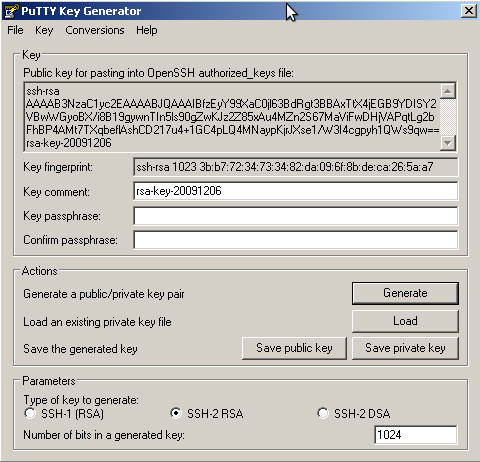 PuTTY Key Generator
File Key Conversions Help
Key
Public key for pasting into OpenSSH authorized_keys file:
ssh-rsa
rsa-key-20091206
Key fingerprint: ssh-rsa 1023 3b:b7:72:34:73:34:82:da:09:6f:8b:de:ca:26:5a:a7
Key comment: rsa-key-20091206
Key passphrase:
Confirm passphrase:
Actions
Generate a public/private key pair Generate
Load an existing private key file Load
Save the generated key Save public key Save private key
Parameters
Type of key to generate:
SSH-1 (RSA) SSH-2 RSA SSH-2 DSA
Number of bits in a generated key: 1024